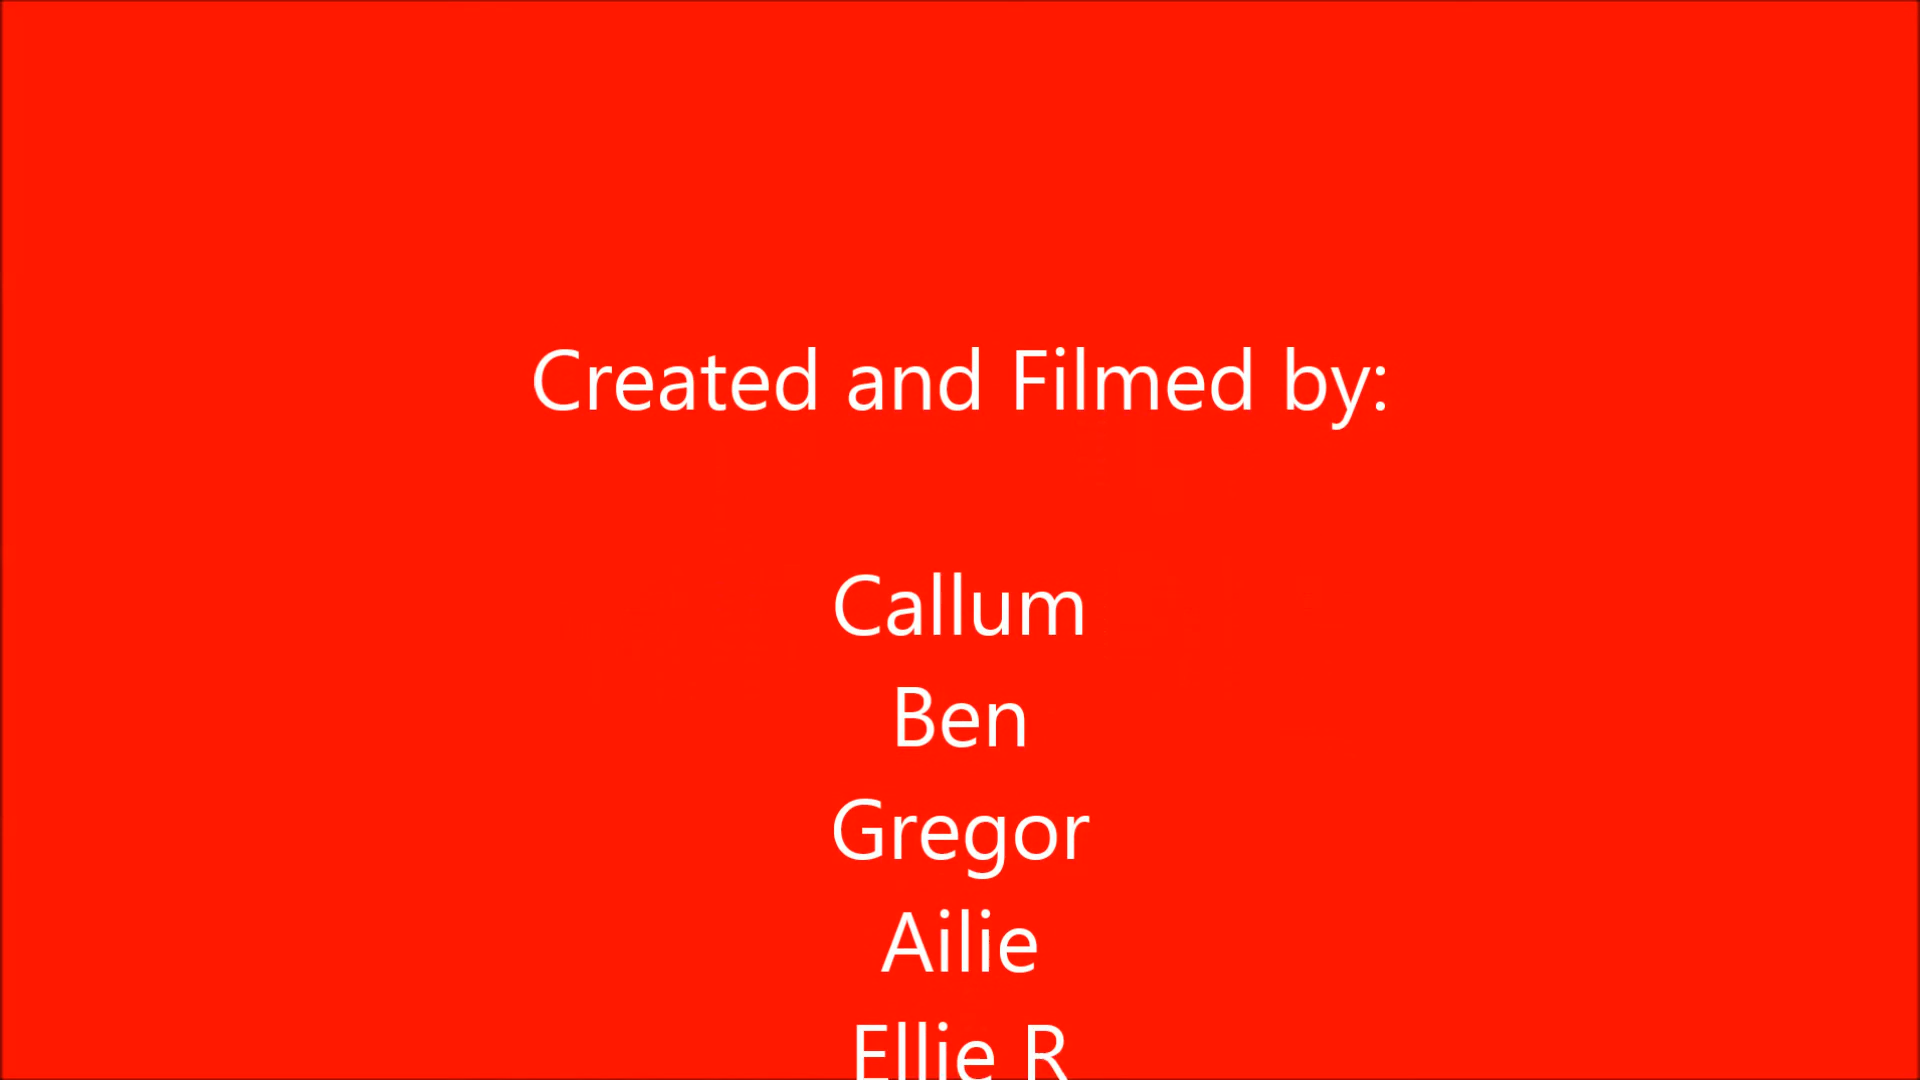 Created and Filmed by:
Callum
Ben
Gregor
Ailie
Ellie R